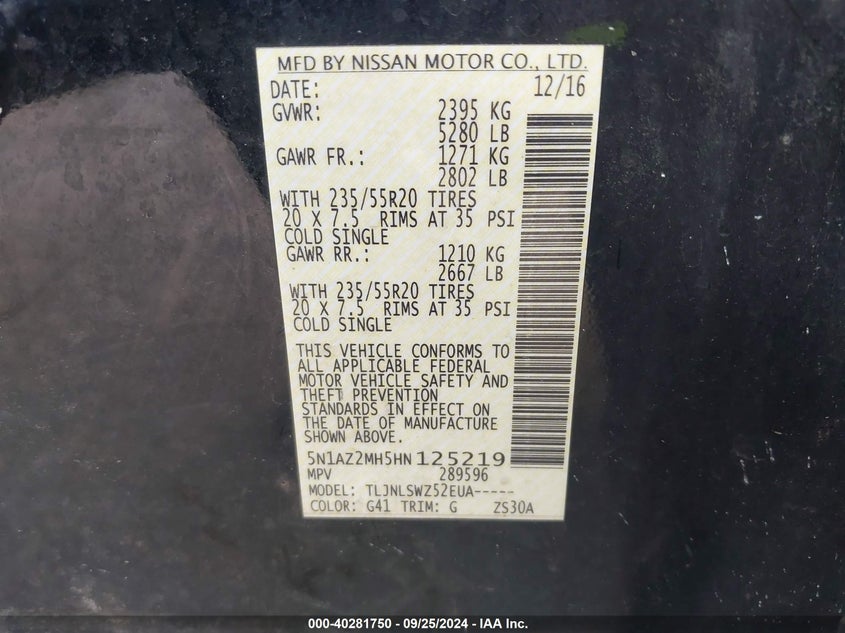 MFD BY NISSAN MOTOR CO., LTD.
DATE: 12/16
GVWR: 2395 KG
5280 LB
GAWR FR.: 1271 KG
2802 LB
WITH 235/55R20 TIRES
20 X 7.5 RIMS AT 35 PSI
COLD SINGLE
GAWR RR.: 1210 KG
2667 LB
WITH 235/55R20 TIRES
20 X 7.5 RIMS AT 35 PSI
COLD SINGLE
THIS VEHICLE CONFORMS TO
ALL APPLICABLE FEDERAL
MOTOR VEHICLE SAFETY AND
THEFT PREVENTION
STANDARDS IN EFFECT ON
THE DATE OF MANUFACTURE
SHOWN ABOVE.
5N1AZ2MH5HN125219
MPV 289596
MODEL: TLJNLSWZ52EUA-----
COLOR: G41 TRIM: G ZS30A
000-40281750 - 09/25/2024 - IAA Inc.